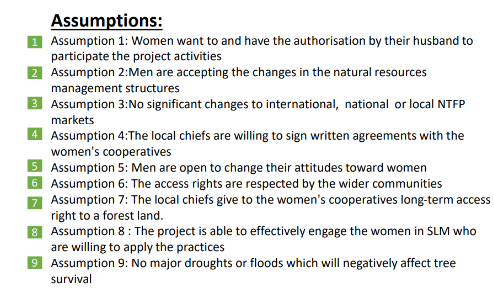 Assumptions:
1 Assumption 1: Women want to and have the authorisation by their husband to
participate the project activities
2 Assumption 2:Men are accepting the changes in the natural resources
management structures
3 Assumption 3:No significant changes to international, national or local NTFP
markets
4 Assumption 4:The local chiefs are willing to sign written agreements with the
women's cooperatives
5 Assumption 5: Men are open to change their attitudes toward women
6 Assumption 6: The access rights are respected by the wider communities
7 Assumption 7: The local chiefs give to the women's cooperatives long-term access
right to a forest land.
8 Assumption 8 : The project is able to effectively engage the women in SLM who
are willing to apply the practices
9 Assumption 9: No major droughts or floods which will negatively affect tree
survival